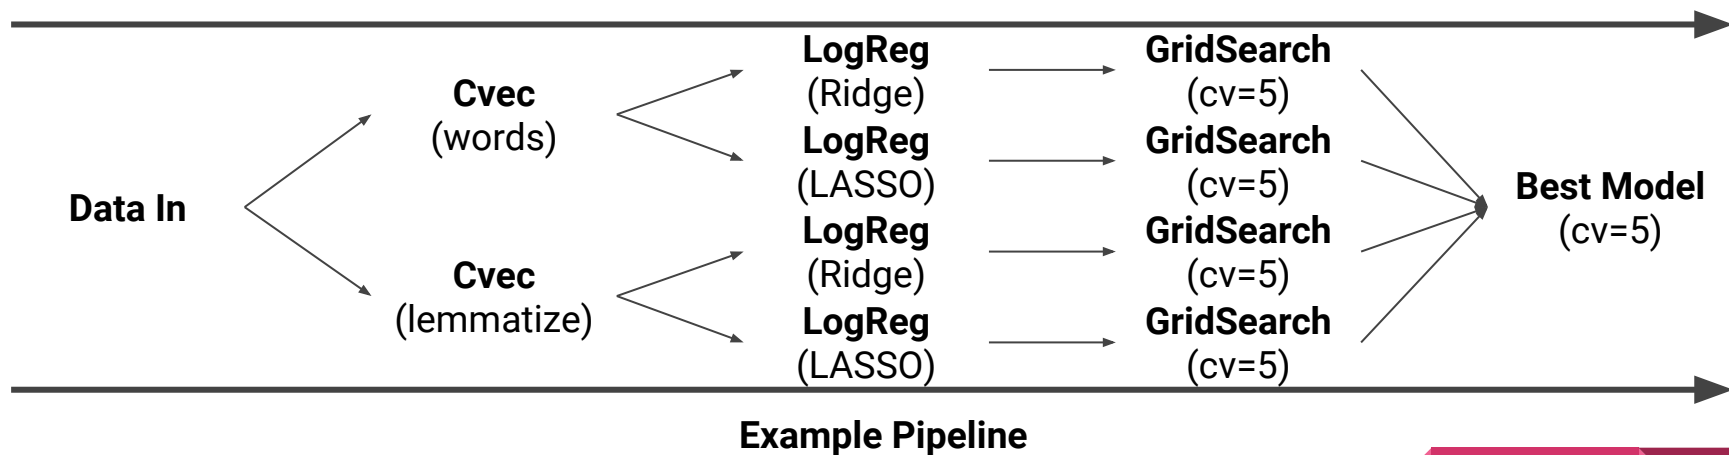 Data In
Cvec
(words)
Cvec
(lemmatize)
LogReg
(Ridge)
LogReg
(LASSO)
LogReg
(Ridge)
LogReg
(LASSO)
GridSearch
(cv=5)
GridSearch
(cv=5)
GridSearch
(cv=5)
GridSearch
(cv=5)
Best Model
(cv=5)
Example Pipeline